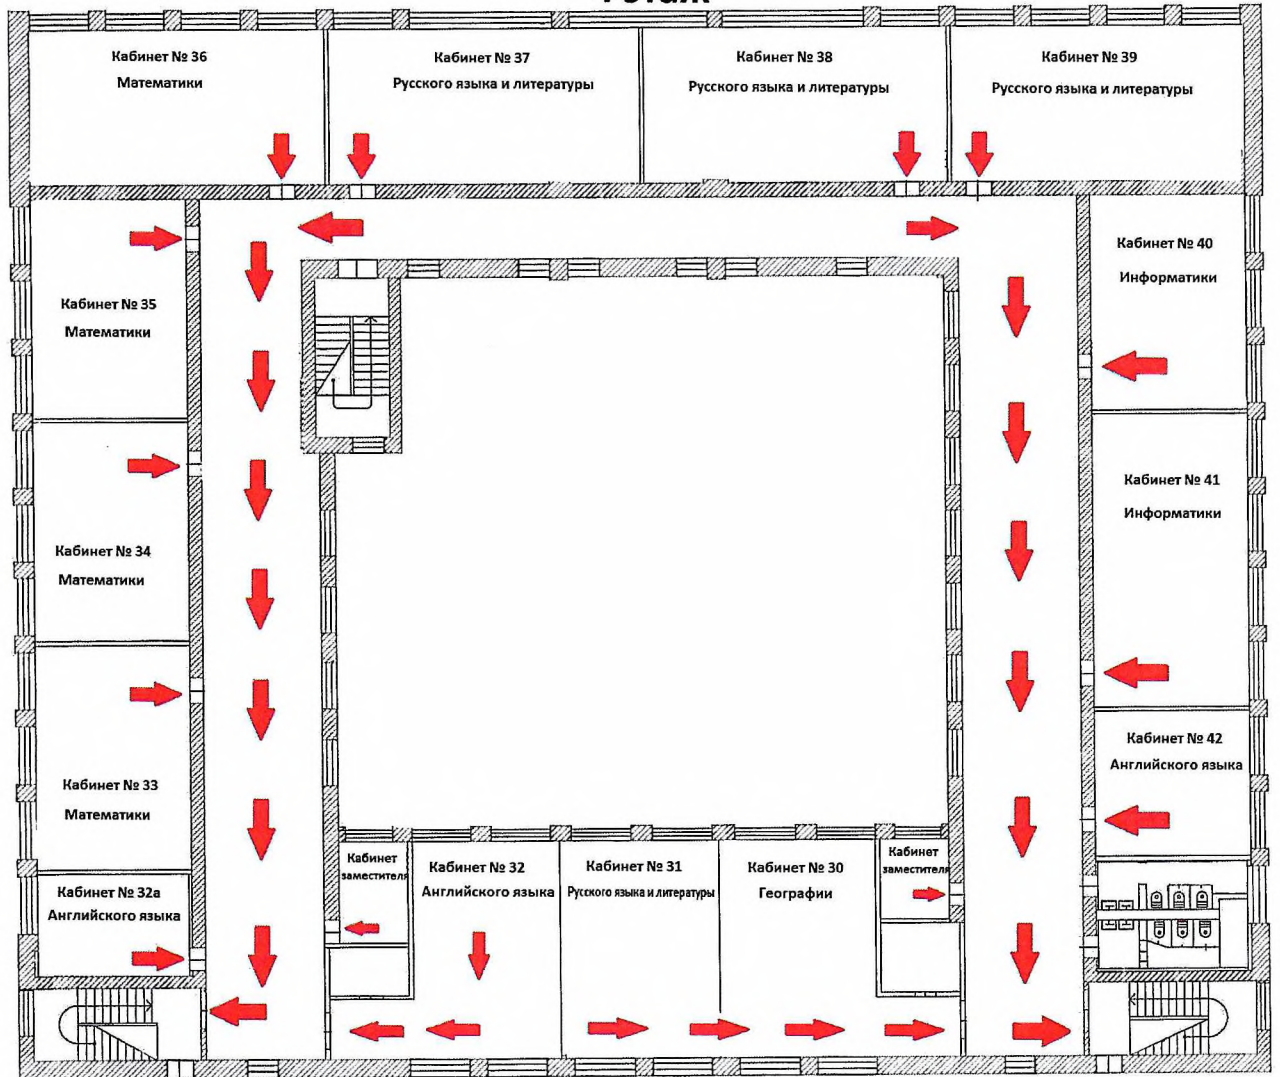 Кабинет № 36
Математики
Кабинет № 37
Русского языка и литературы
Кабинет № 38
Русского языка и литературы
Кабинет № 39
Русского языка и литературы
Кабинет № 35
Математики
Кабинет № 40
Информатики
Кабинет № 34
Математики
Кабинет № 41
Информатики
Кабинет № 33
Математики
Кабинет № 42
Английского языка
Кабинет № 32а
Английского языка
Кабинет
заместителя
Кабинет № 32
Английского языка
Кабинет № 31
Русского языка и литературы
Кабинет № 30
Географии
Кабинет
заместителя